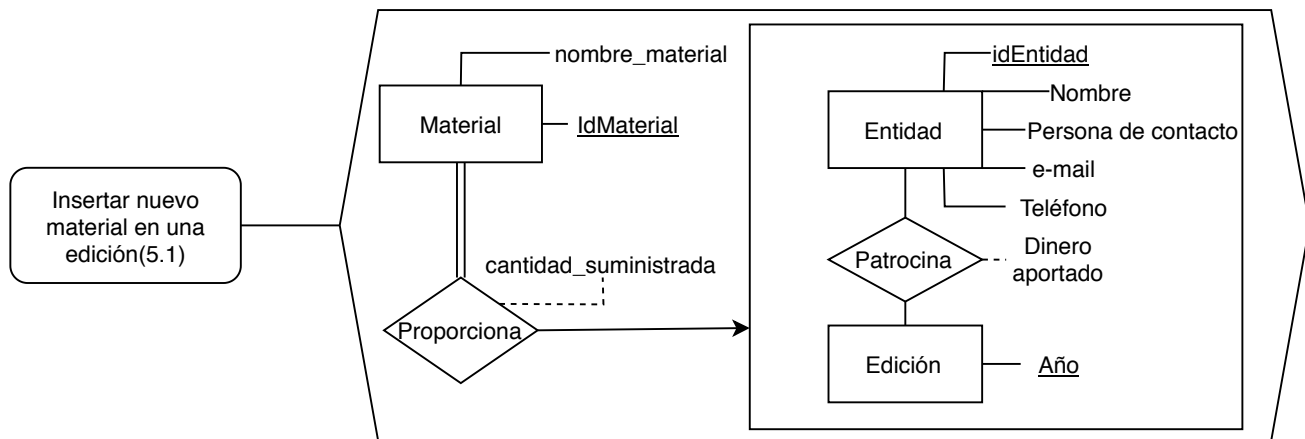 Insertar nuevo
material en una
edición(5.1)
nombre_material
Material
IdMaterial
cantidad_suministrada
Proporciona
idEntidad
Nombre
Entidad
Persona de contacto
e-mail
Teléfono
Patrocina
Dinero
aportado
Edición
Año